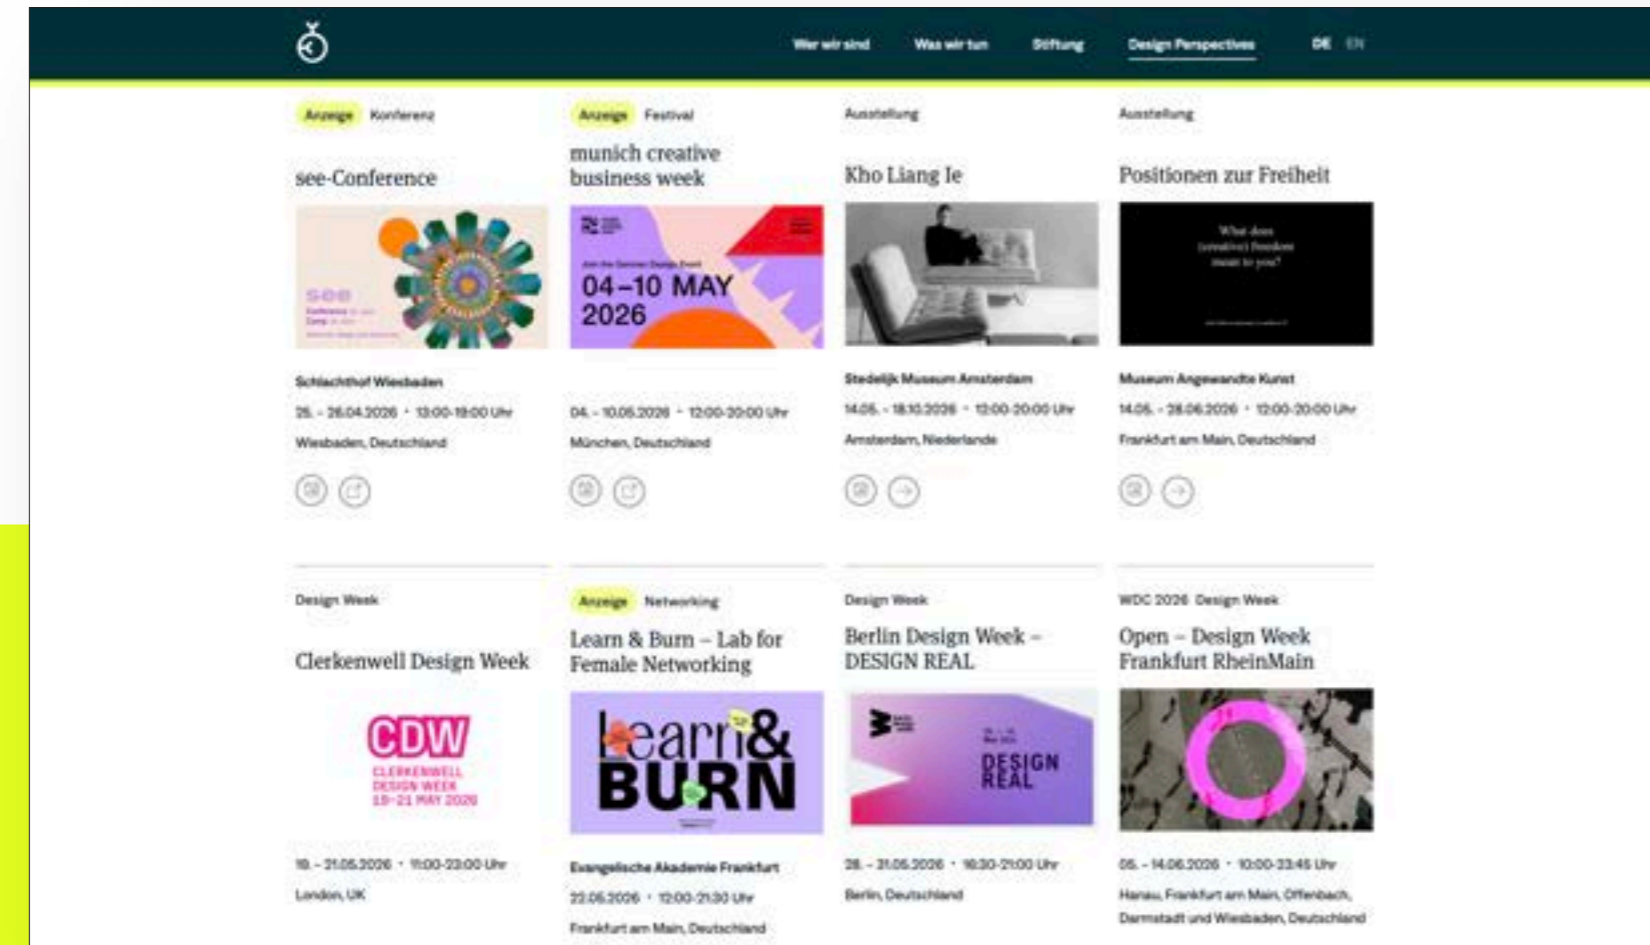 Wer wir sind Was wir tun Stiftung Design Perspectives DE EN
Anzeige Konferenz
see-Conference
see
Schlachthof Wiesbaden
25. - 26.04.2026 • 13:00-19:00 Uhr
Wiesbaden, Deutschland
Anzeige Festival
munich creative
business week
04–10 MAY
2026
04. - 10.05.2026 • 12:00-20:00 Uhr
München, Deutschland
Ausstellung
Kho Liang Ie
Stedelijk Museum Amsterdam
14.05. - 18.10.2026 • 12:00-20:00 Uhr
Amsterdam, Niederlande
Ausstellung
Positionen zur Freiheit
What does
(creative) freedom
mean to you?
Museum Angewandte Kunst
14.05. - 28.06.2026 • 12:00-20:00 Uhr
Frankfurt am Main, Deutschland
Design Week
Clerkenwell Design Week
CDW
CLERKENWELL
DESIGN WEEK
19–21 MAY 2026
19. - 21.05.2026 • 11:00-23:00 Uhr
London, UK
Anzeige Networking
Learn & Burn – Lab for
Female Networking
Learn&
BURN
Evangelische Akademie Frankfurt
22.05.2026 • 12:00-21:30 Uhr
Frankfurt am Main, Deutschland
Design Week
Berlin Design Week –
DESIGN REAL
DESIGN
REAL
28. - 31.05.2026 • 16:30-21:00 Uhr
Berlin, Deutschland
WDC 2026 Design Week
Open – Design Week
Frankfurt RheinMain
05. - 14.06.2026 • 10:00-23:45 Uhr
Hanau, Frankfurt am Main, Offenbach,
Darmstadt und Wiesbaden, Deutschland